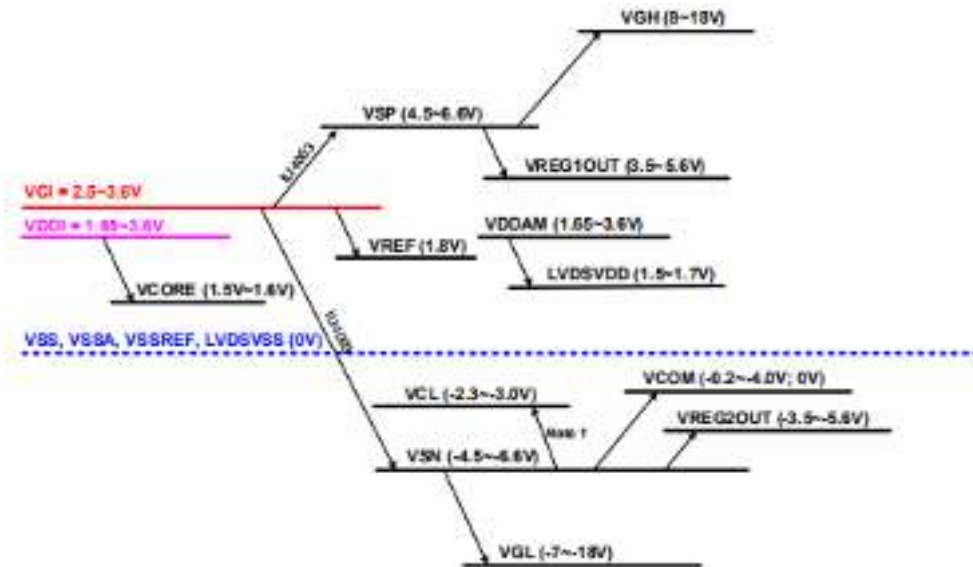 VGH (8~18V)
VSP (4.5~6.6V)
VREG1OUT (3.5~5.6V)
VCI = 2.5~3.6V
VDDI = 1.65~3.6V
VDDAM (1.65~3.6V)
VREF (1.8V)
LVDSVDD (1.5~1.7V)
VCORE (1.5V~1.6V)
VSS, VSSA, VSSREF, LVDSVSS (0V)
VCOM (-0.2~-4.0V; 0V)
VCL (-2.3~-3.0V)
VREG2OUT (-3.5~-5.6V)
Note 1
VSN (-4.5~-6.6V)
VGL (-7~-18V)